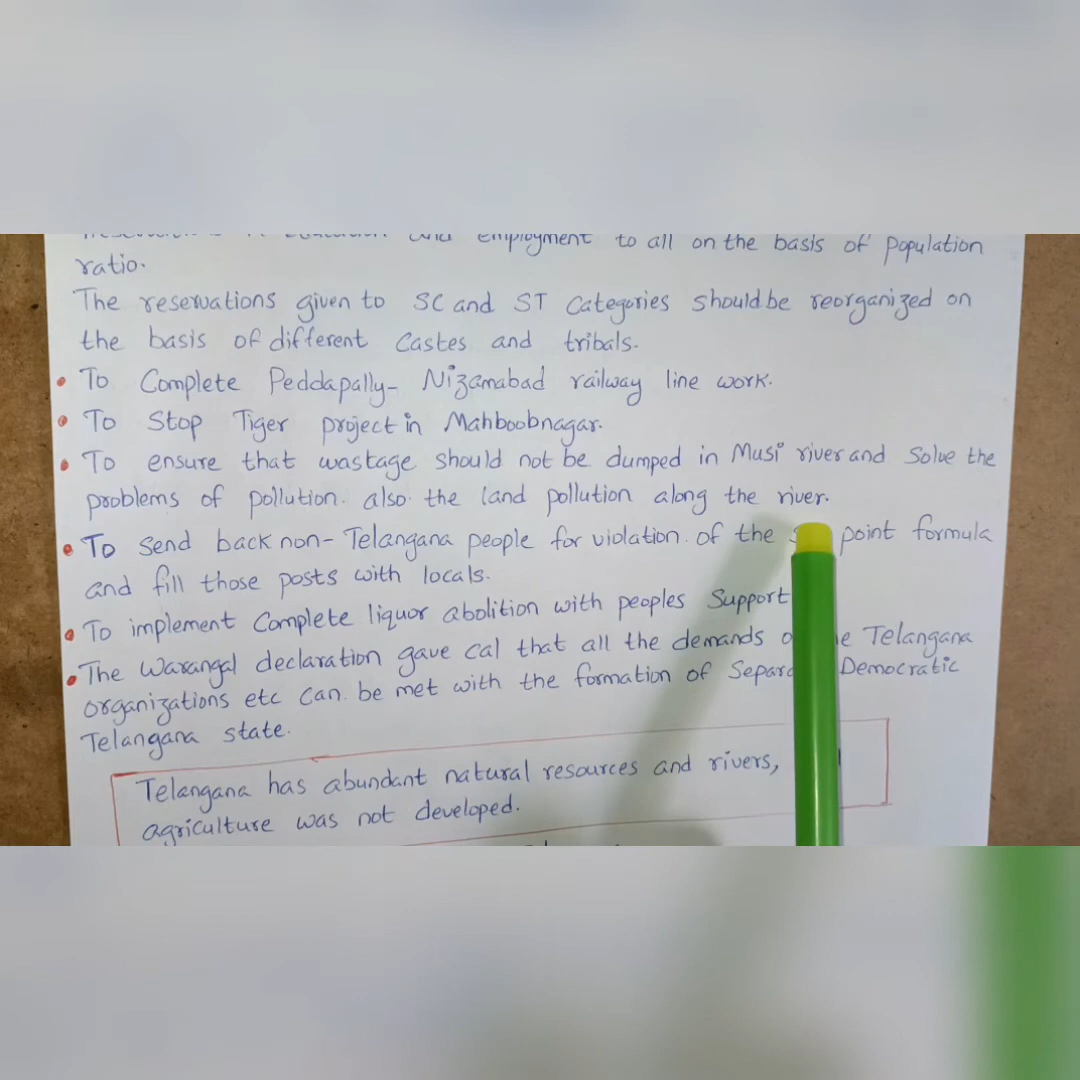 and employment to all on the basis of population
ratio.
The reservations given to SC and ST Categories should be reorganized on
the basis of different Castes and tribals.
• To Complete Peddapally- Nizamabad railway line work.
• To Stop Tiger project in Mahboobnagar.
• To ensure that wastage should not be dumped in Musi river and Solve the
problems of pollution. also the land pollution along the river.
• To Send back non-Telangana people for violation. of the point formula
and fill those posts with locals.
• To implement Complete liquor abolition with peoples Support
• The Warangal declaration gave cal that all the demands Telangana
organizations etc can. be met with the formation of Democratic
Telangana state.
Telangana has abundant natural resources and rivers,
agriculture was not developed.